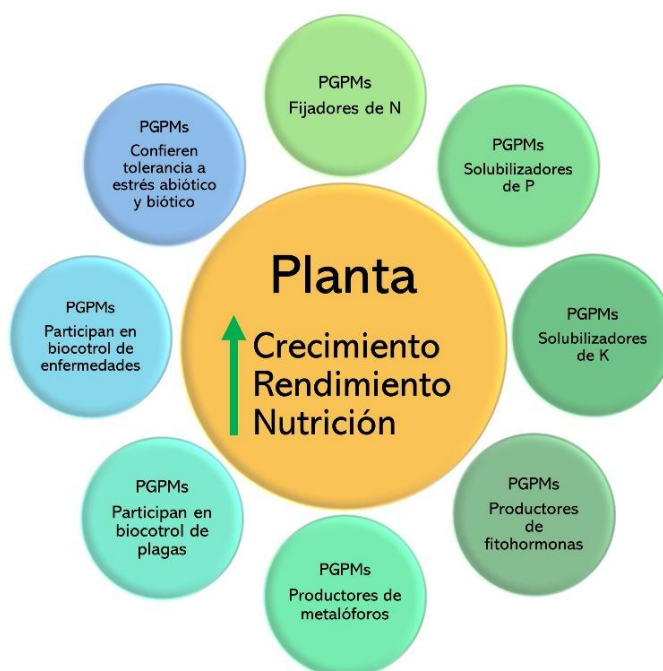 PGPMs
Fijadores de N
PGPMs
Solubilizadores
de P
PGPMs
Solubilizadores
de K
PGPMs
Productores
de
fitohormonas
PGPMs
Productores de
metalóforos
PGPMs
Participan en
biocotrol de
plagas
PGPMs
Participan en
biocotrol de
enfermedades
PGPMs
Confieren
tolerancia a
estrés abiótico
y biótico
Planta
Crecimiento
Rendimiento
Nutrición